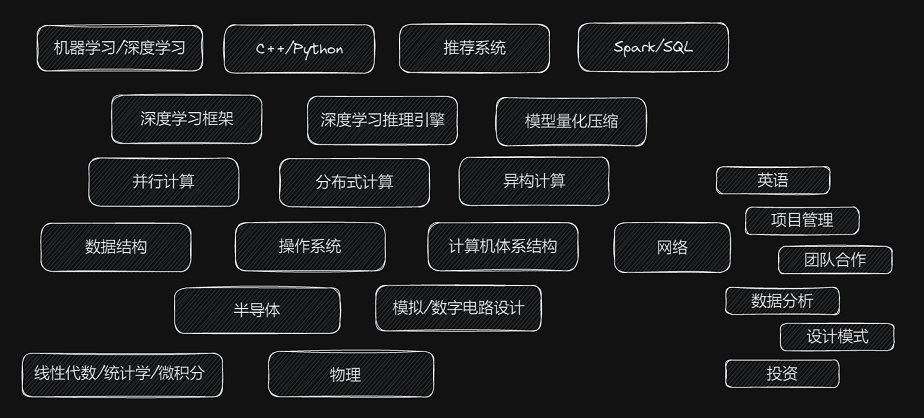 机器学习/深度学习
C++/Python
推荐系统
Spark/SQL
深度学习框架
深度学习推理引擎
模型量化压缩
并行计算
分布式计算
异构计算
数据结构
操作系统
计算机体系结构
网络
半导体
模拟/数字电路设计
线性代数/统计学/微积分
物理
英语
项目管理
团队合作
数据分析
设计模式
投资